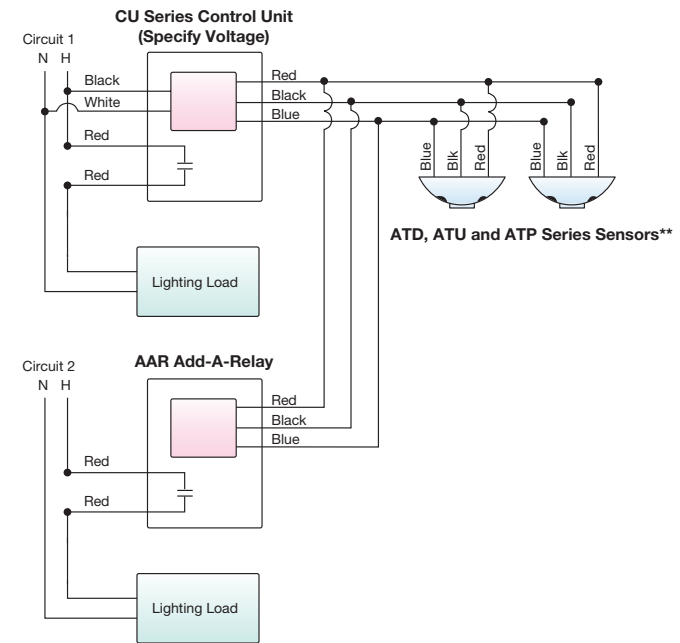 CU Series Control Unit
(Specify Voltage)
Circuit 1
N H
Black
White
Red
Red
Red
Black
Blue
Blue
Blk
Red
Blue
Blk
Red
ATD, ATU and ATP Series Sensors**
Lighting Load
Circuit 2
N H
AAR Add-A-Relay
Red
Black
Blue
Red
Red
Lighting Load